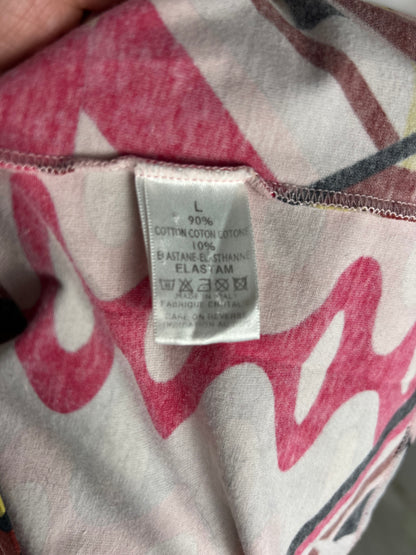 L
90%
COTTON COTON COTONE
10%
ELASTANE-ELASTHANNE
ELASTAM
MADE IN ITALY
FABRIQUE EN ITALIE
CARE ON REVERSE